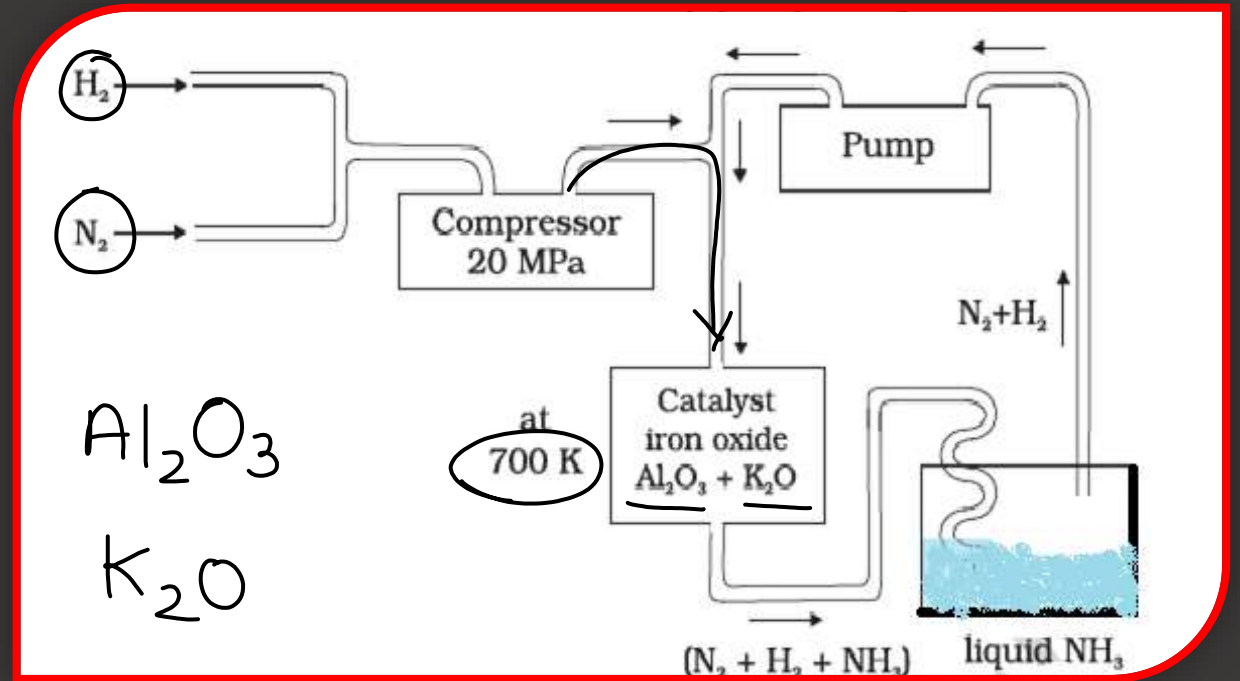 H₂
N₂
Compressor
20 MPa
Pump
N₂+H₂
at
700 K
Catalyst
iron oxide
Al₂O₃ + K₂O
Al₂O₃
K₂O
(N₂ + H₂ + NH₃)
liquid NH₃